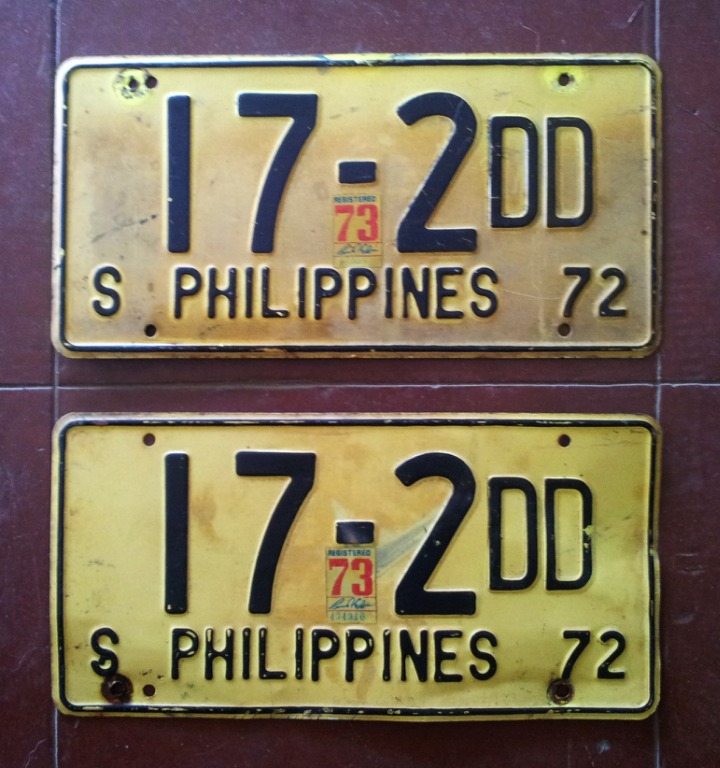 17-2DD
REGISTERED
73
S PHILIPPINES 72
17-2DD
REGISTERED
73
S PHILIPPINES 72